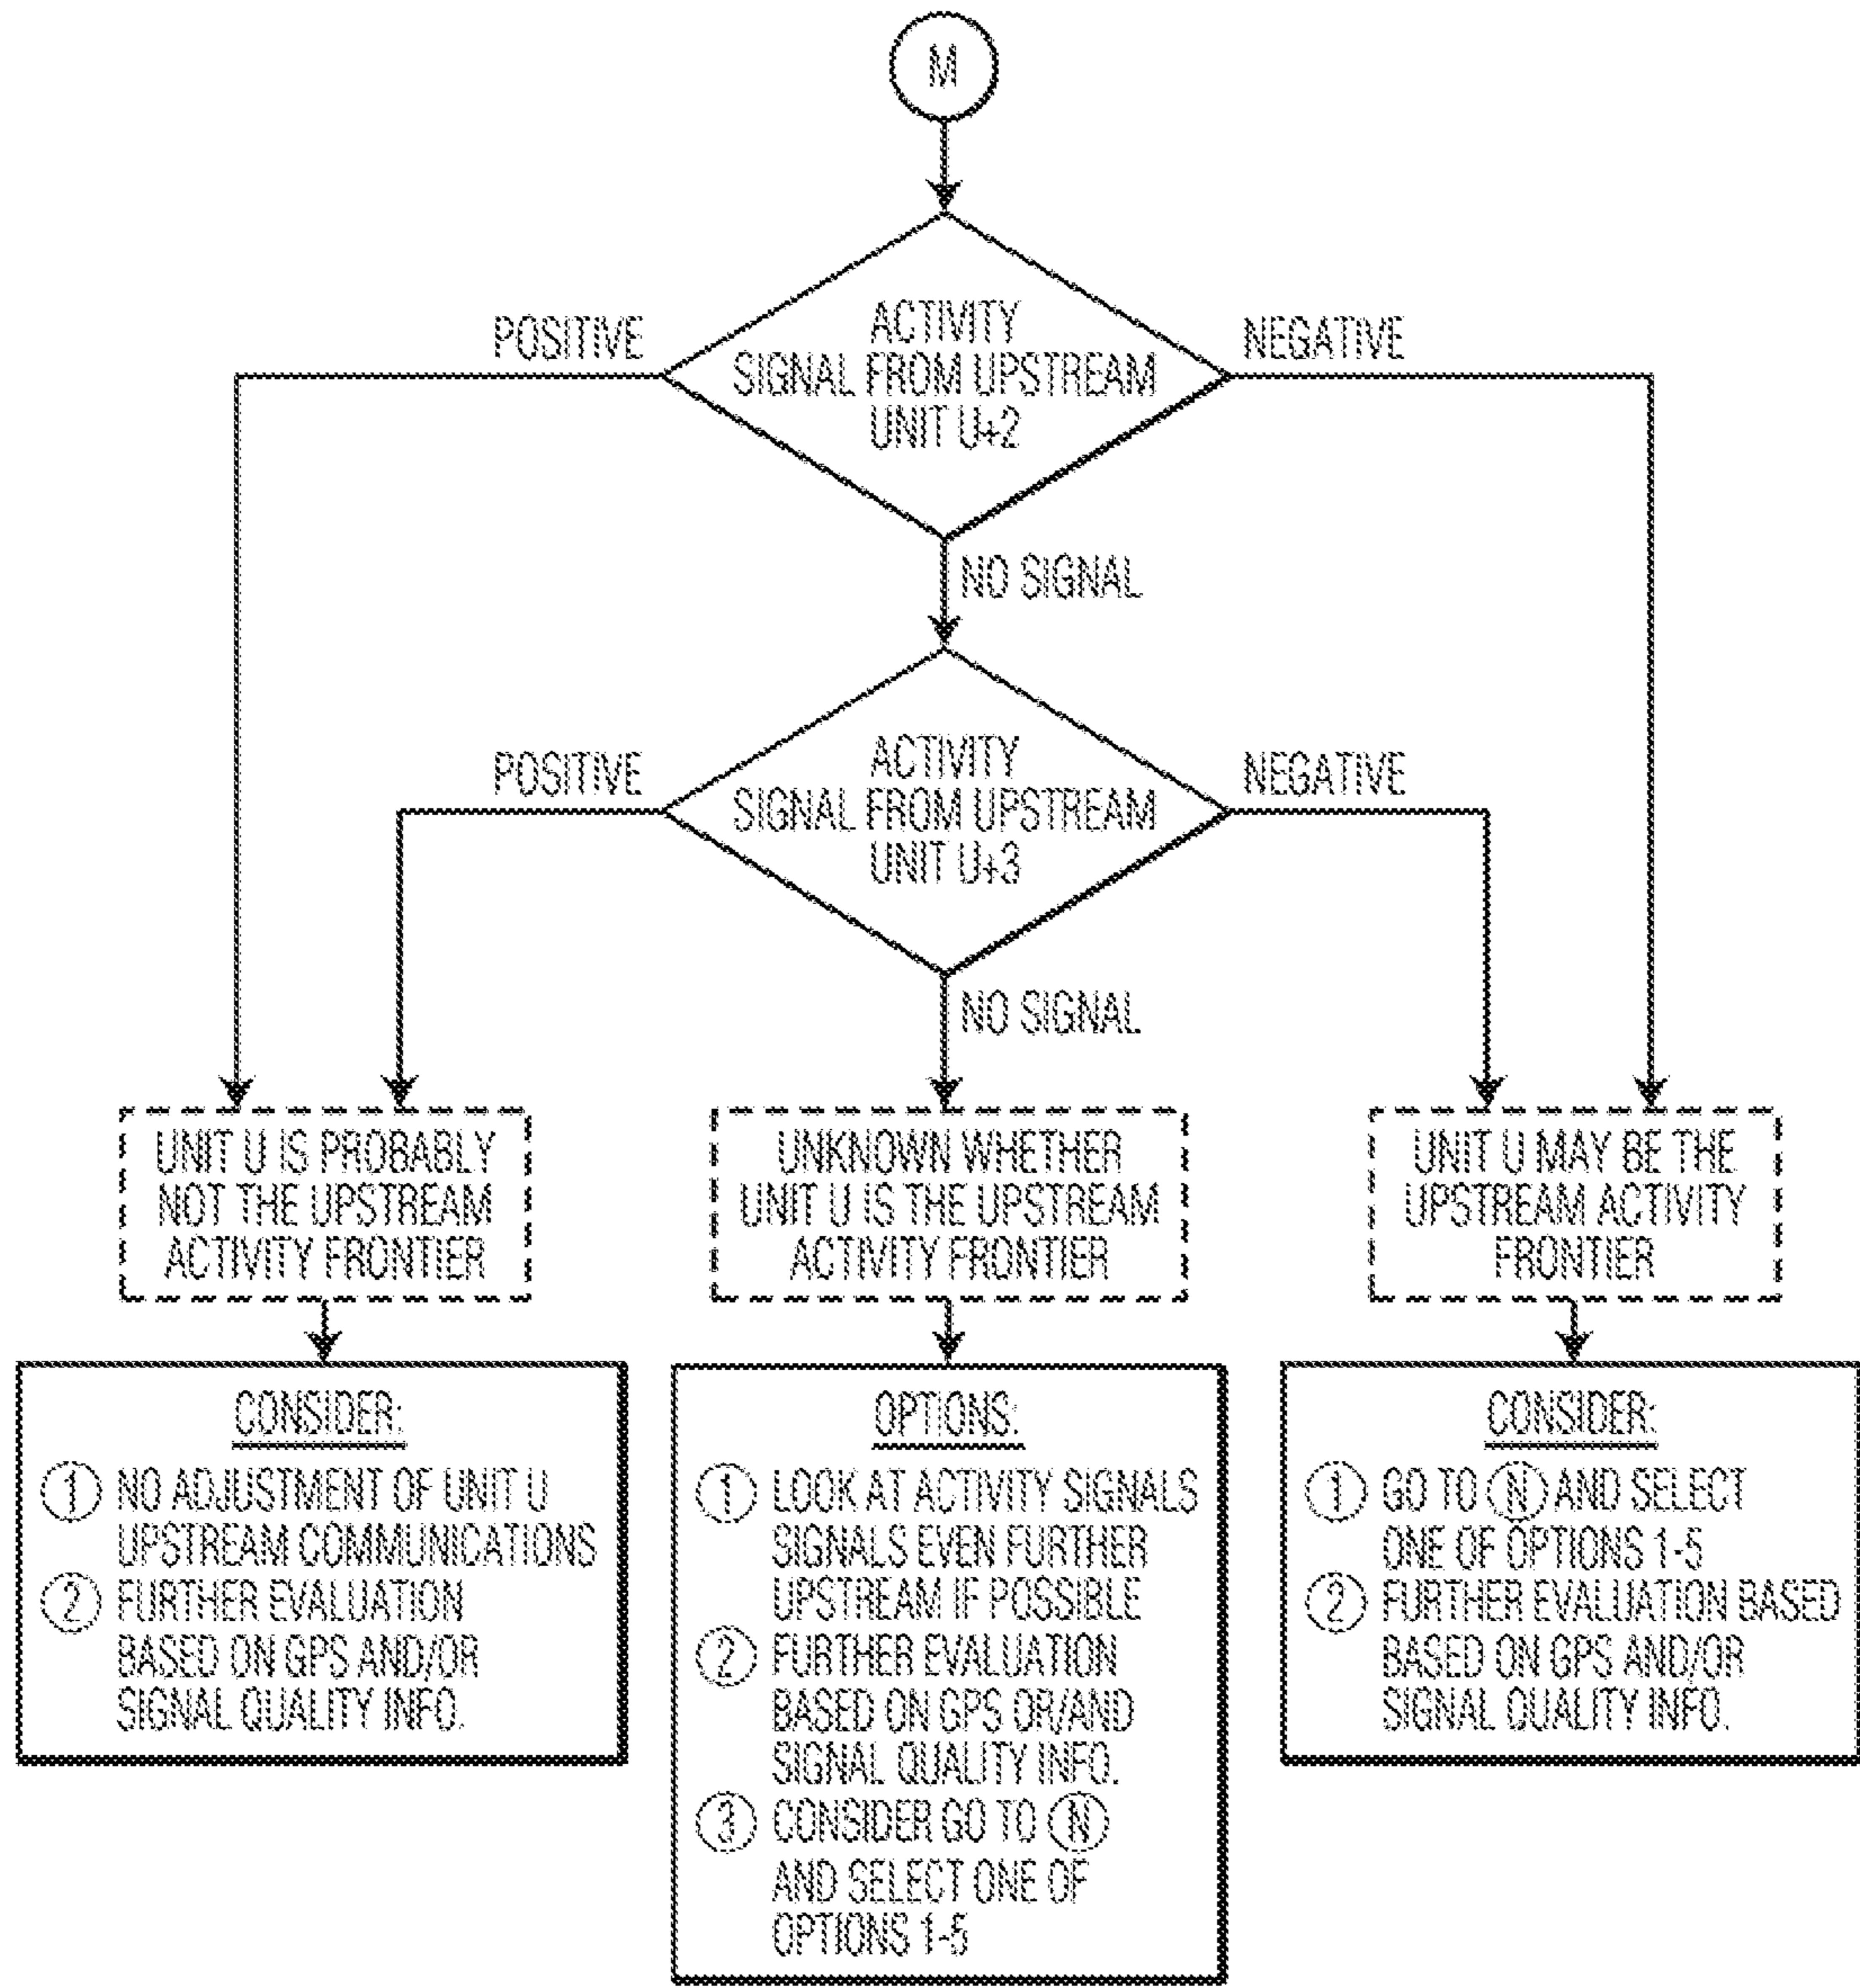 M
ACTIVITY
SIGNAL FROM UPSTREAM
UNIT U+2
POSITIVE
NEGATIVE
NO SIGNAL
ACTIVITY
SIGNAL FROM UPSTREAM
UNIT U+3
POSITIVE
NEGATIVE
NO SIGNAL
UNIT U IS PROBABLY
NOT THE UPSTREAM
ACTIVITY FRONTIER
UNKNOWN WHETHER
UNIT U IS THE UPSTREAM
ACTIVITY FRONTIER
UNIT U MAY BE THE
UPSTREAM ACTIVITY
FRONTIER
CONSIDER:
1 NO ADJUSTMENT OF UNIT U
UPSTREAM COMMUNICATIONS
2 FURTHER EVALUATION
BASED ON GPS AND/OR
SIGNAL QUALITY INFO.
OPTIONS:
1 LOOK AT ACTIVITY SIGNALS
SIGNALS EVEN FURTHER
UPSTREAM IF POSSIBLE
2 FURTHER EVALUATION
BASED ON GPS OR/AND
SIGNAL QUALITY INFO.
3 CONSIDER GO TO N
AND SELECT ONE OF
OPTIONS 1-5
CONSIDER:
1 GO TO N AND SELECT
ONE OF OPTIONS 1-5
2 FURTHER EVALUATION BASED
BASED ON GPS AND/OR
SIGNAL QUALITY INFO.